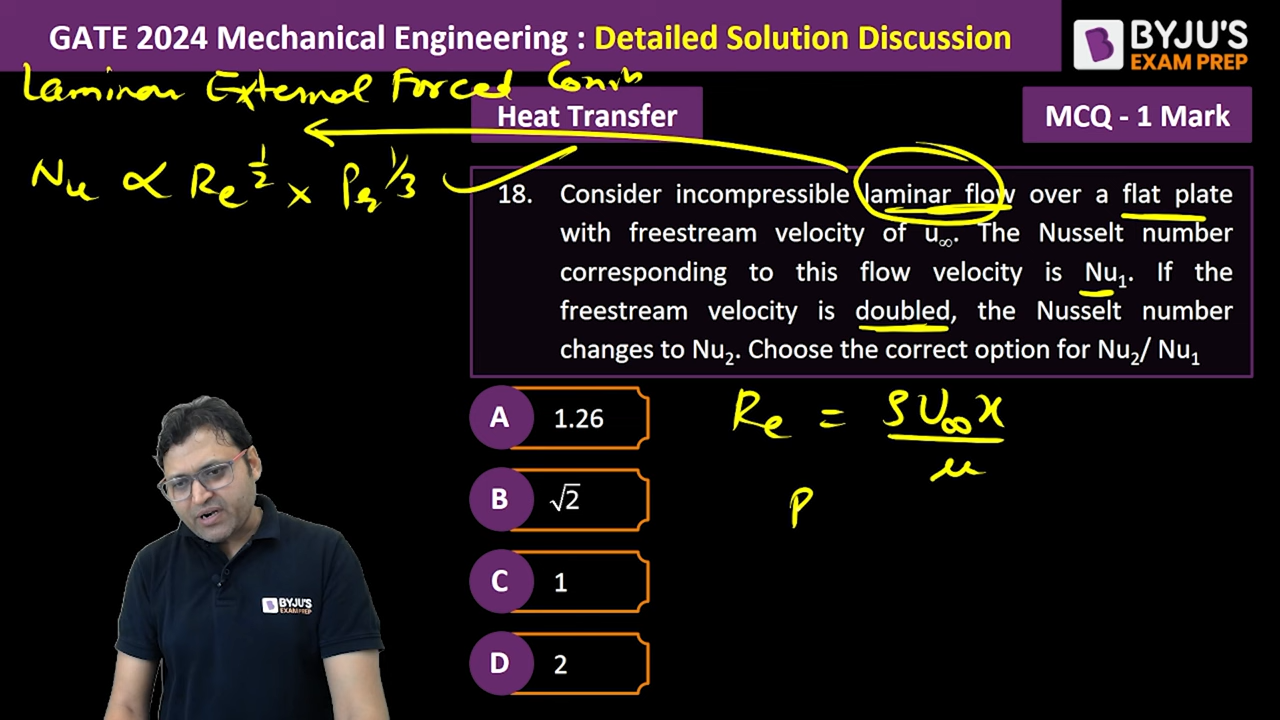 GATE 2024 Mechanical Engineering : Detailed Solution Discussion
BYJU'S
EXAM PREP
Laminar External Forced Conv
Heat Transfer
MCQ - 1 Mark
Nu ∝ Re^1/2 × Pr^1/3
18. Consider incompressible laminar flow over a flat plate
with freestream velocity of u∞. The Nusselt number
corresponding to this flow velocity is Nu₁. If the
freestream velocity is doubled, the Nusselt number
changes to Nu₂. Choose the correct option for Nu₂/ Nu₁
A 1.26
Re = ρU∞x / μ
B √2
P
C 1
D 2
BYJU'S
EXAM PREP